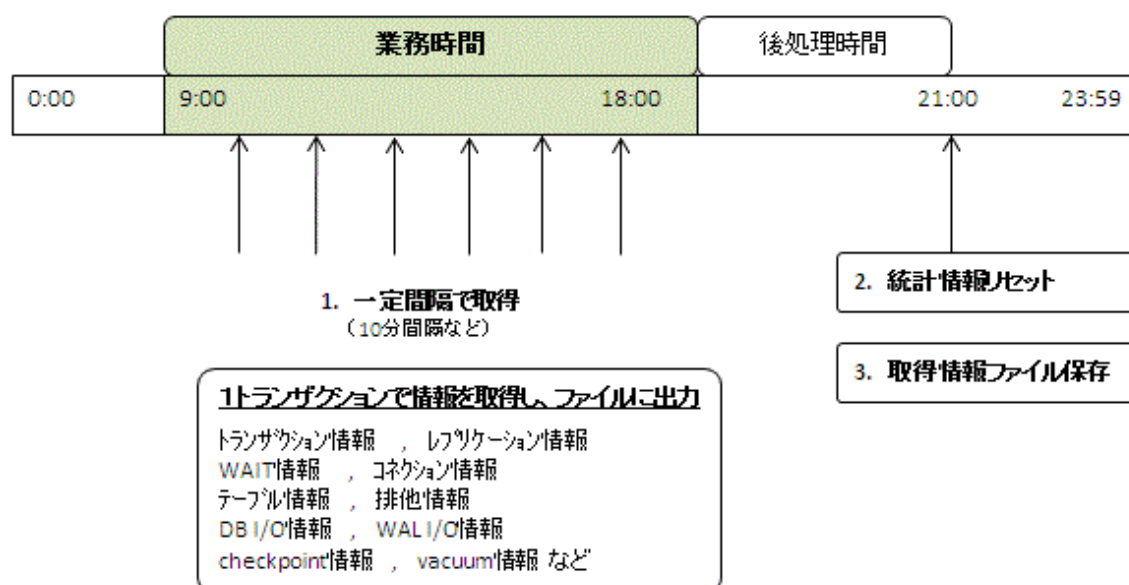 業務時間
後処理時間
0:00 9:00 18:00 21:00 23:59
1. 一定間隔で取得
（10分間隔など）
2. 統計情報リセット
3. 取得情報ファイル保存
1トランザクションで情報を取得し、ファイルに出力
トランザクション情報 , レプリケーション情報
WAIT情報 , コネクション情報
テーブル情報 , 排他情報
DB I/O情報 , WAL I/O情報
checkpoint情報 , vacuum情報 など